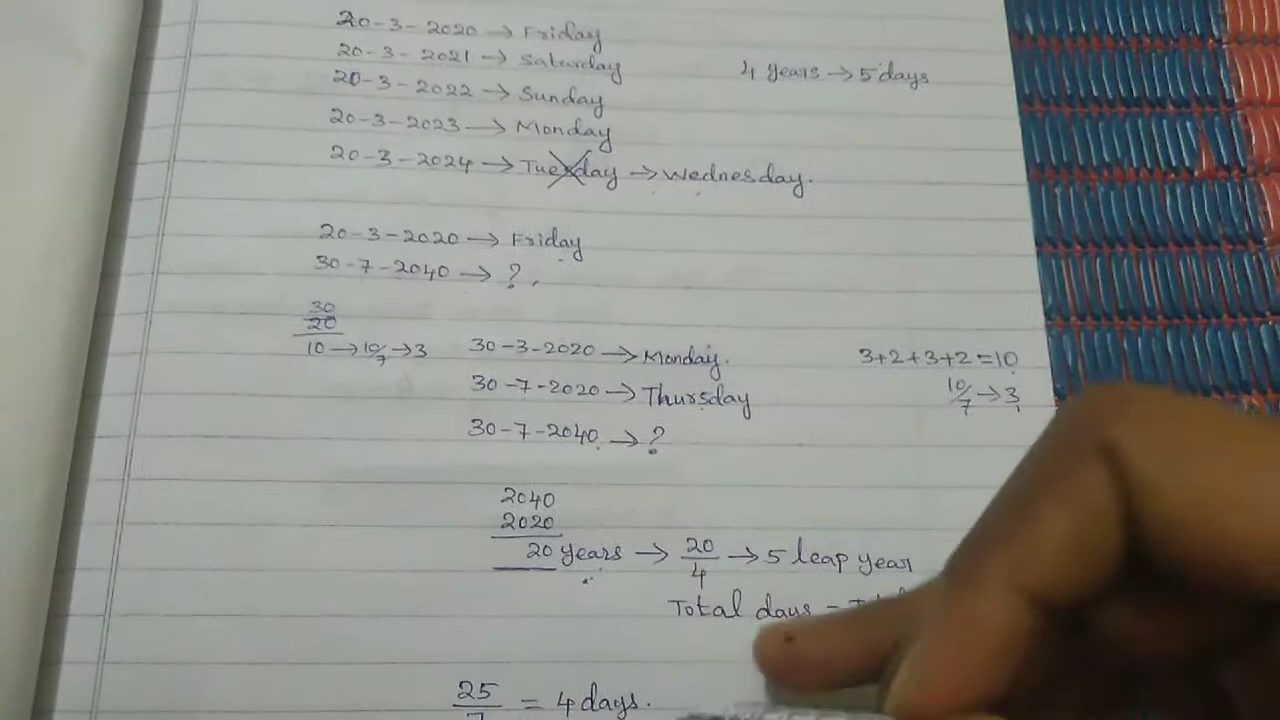 20-3-2020 → Friday
20-3-2021 → Saturday
4 years → 5 days
20-3-2022 → Sunday
20-3-2023 → Monday
20-3-2024 → Tuesday → Wednesday.
20-3-2020 → Friday
30-7-2040 → ?
30
20
10 → 10/7 → 3
30-3-2020 → Monday.
3+2+3+2=10
30-7-2020 → Thursday
10/7 → 3
30-7-2040 → ?
2040
2020
20 years → 20/4 → 5 leap year
Total days =
25/7 = 4 days.